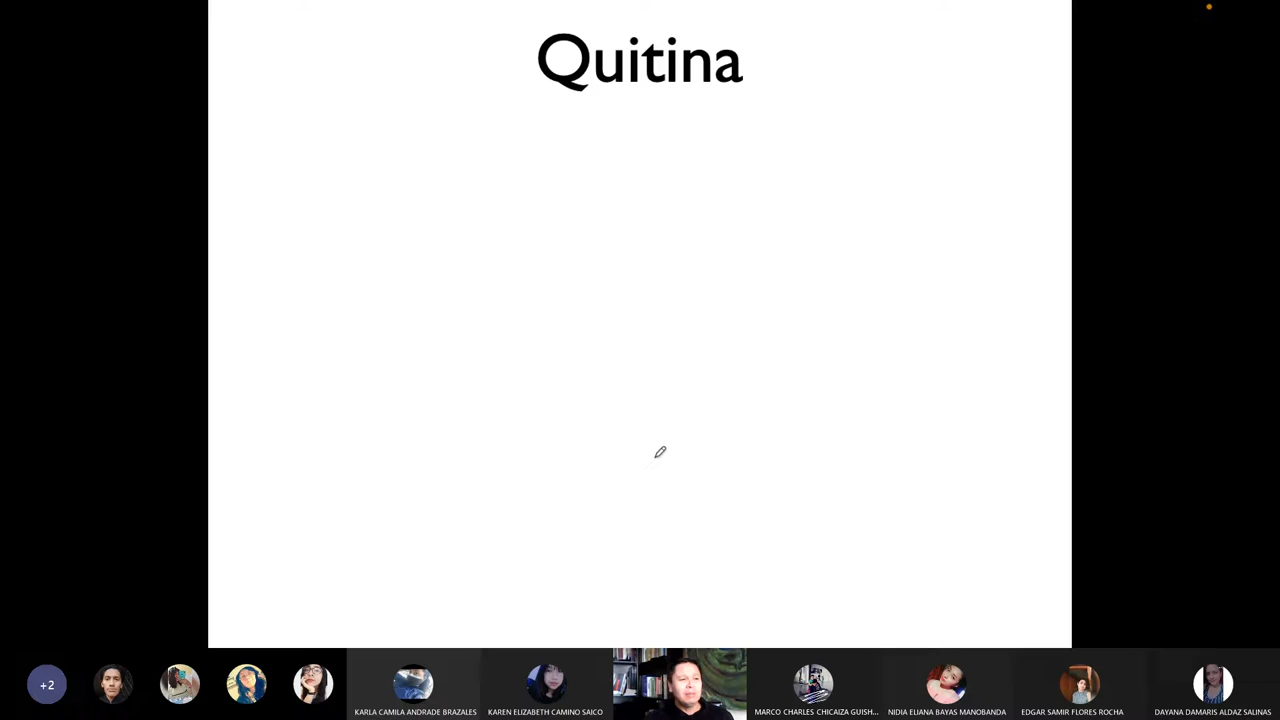 Quitina
+2
KARLA CAMILA ANDRADE BRAZALES
KAREN ELIZABETH CAMINO SAICO
MARCO CHARLES CHICAIZA GUISH...
NIDIA ELIANA BAYAS MANOBANDA
EDGAR SAMIR FLORES ROCHA
DAYANA DAMARIS ALDAZ SALINAS